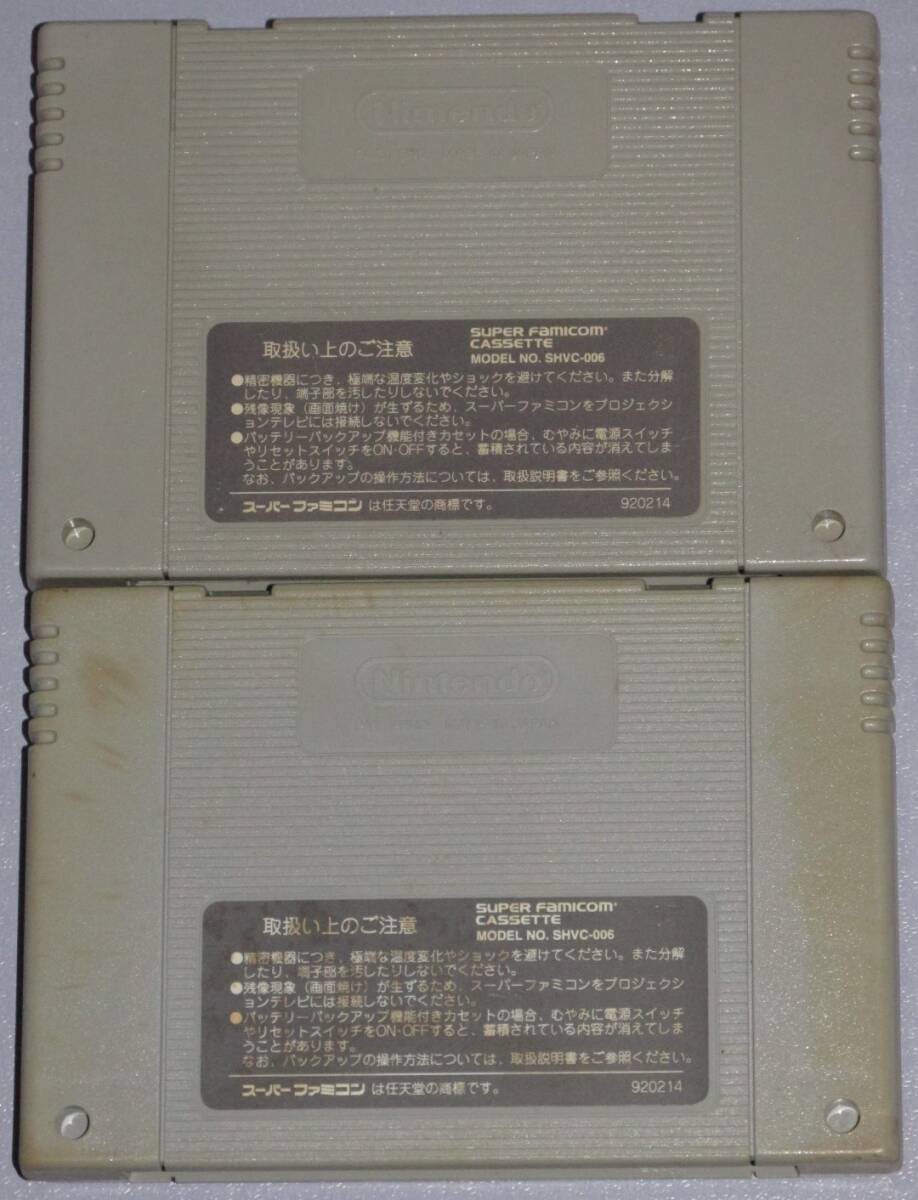 Nintendo
取扱い上のご注意
SUPER FAMICOM
CASSETTE
MODEL NO. SHVC-006
●精密機器につき、極端な温度変化やショックを避けてください。また分解
したり、端子部を汚したりしないでください。
●残像現象（画面焼け）が生ずるため、スーパーファミコンをプロジェクシ
ョンテレビには接続しないでください。
●バッテリーバックアップ機能付きカセットの場合、むやみに電源スイッチ
やリセットスイッチをON・OFFすると、蓄積されている内容が消えてしま
うことがあります。
なお、バックアップの操作方法については、取扱説明書をご参照ください。
スーパーファミコンは任天堂の商標です。 920214
Nintendo
取扱い上のご注意
SUPER FAMICOM
CASSETTE
MODEL NO. SHVC-006
●精密機器につき、極端な温度変化やショックを避けてください。また分解
したり、端子部を汚したりしないでください。
●残像現象（画面焼け）が生ずるため、スーパーファミコンをプロジェクシ
ョンテレビには接続しないでください。
●バッテリーバックアップ機能付きカセットの場合、むやみに電源スイッチ
やリセットスイッチをON・OFFすると、蓄積されている内容が消えてしま
うことがあります。
なお、バックアップの操作方法については、取扱説明書をご参照ください。
スーパーファミコンは任天堂の商標です。 920214